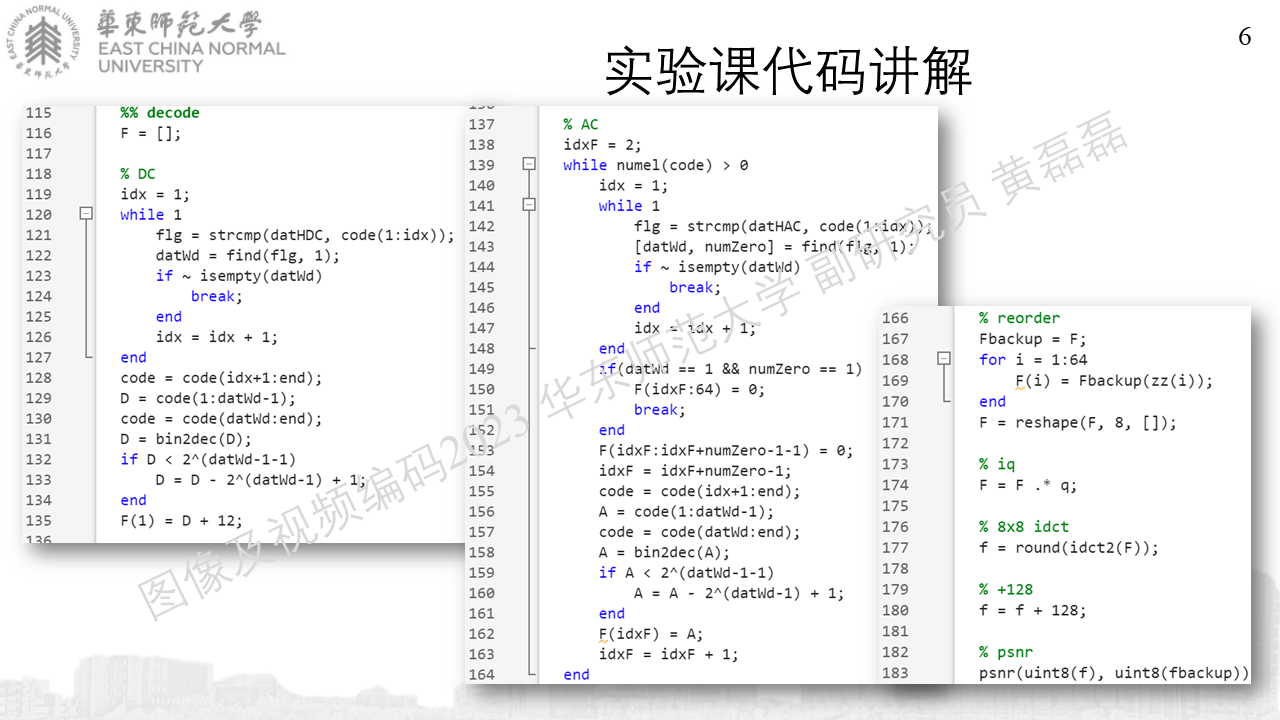 華東師範大學
EAST CHINA NORMAL
UNIVERSITY
6
实验课代码讲解
115 %% decode
116 F = [];
117
118 % DC
119 idx = 1;
120 while 1
121 flg = strcmp(datHDC, code(1:idx));
122 datWd = find(flg, 1);
123 if ~ isempty(datWd)
124 break;
125 end
126 idx = idx + 1;
127 end
128 code = code(idx+1:end);
129 D = code(1:datWd-1);
130 code = code(datWd:end);
131 D = bin2dec(D);
132 if D < 2^(datWd-1-1)
133 D = D - 2^(datWd-1) + 1;
134 end
135 F(1) = D + 12;
136
137 % AC
138 idxF = 2;
139 while numel(code) > 0
140 idx = 1;
141 while 1
142 flg = strcmp(datHAC, code(1:idx));
143 [datWd, numZero] = find(flg, 1);
144 if ~ isempty(datWd)
145 break;
146 end
147 idx = idx + 1;
148 end
149 if(datWd == 1 && numZero == 1)
150 F(idxF:64) = 0;
151 break;
152 end
153 F(idxF:idxF+numZero-1-1) = 0;
154 idxF = idxF+numZero-1;
155 code = code(idx+1:end);
156 A = code(1:datWd-1);
157 code = code(datWd:end);
158 A = bin2dec(A);
159 if A < 2^(datWd-1-1)
160 A = A - 2^(datWd-1) + 1;
161 end
162 F(idxF) = A;
163 idxF = idxF + 1;
164 end
166 % reorder
167 Fbackup = F;
168 for i = 1:64
169 F(i) = Fbackup(zz(i));
170 end
171 F = reshape(F, 8, []);
172
173 % iq
174 F = F .* q;
175
176 % 8x8 idct
177 f = round(idct2(F));
178
179 % +128
180 f = f + 128;
181
182 % psnr
183 psnr(uint8(f), uint8(fbackup))
图像及视频编码2023 华东师范大学 副研究员 黄磊磊